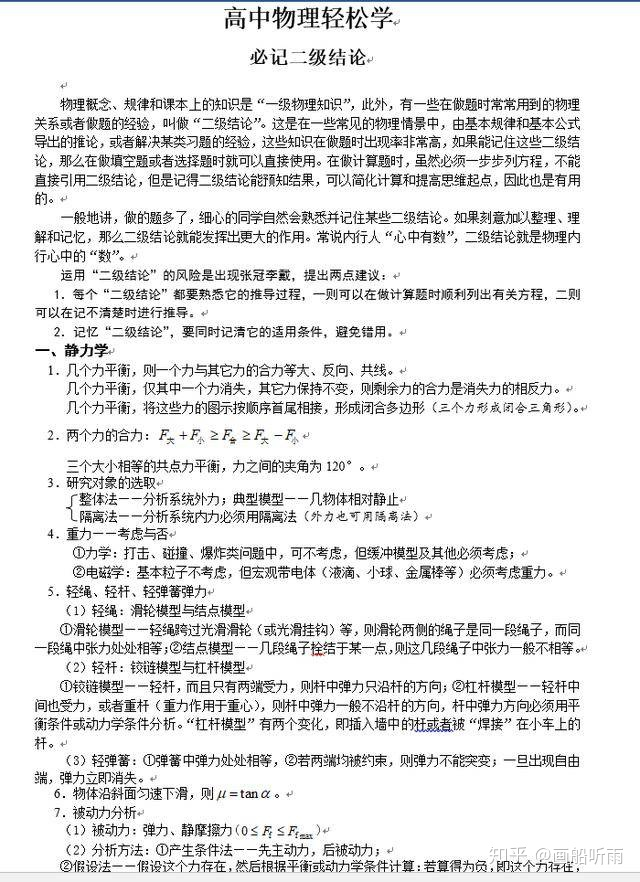 高中物理轻松学
必记二级结论
物理概念、规律和课本上的知识是“一级物理知识”，此外，有一些在做题时常常用到的物理
关系或者做题的经验，叫做“二级结论”。这是在一些常见的物理情景中，由基本规律和基本公式
导出的推论，或者解决某类习题的经验，这些知识在做题时出现率非常高，如果能记住这些二级结
论，那么在做填空题或者选择题时就可以直接使用。在做计算题时，虽然必须一步步列方程，不能
直接引用二级结论，但是记得二级结论能预知结果，可以简化计算和提高思维起点，因此也是有用
的。
一般地讲，做的题多了，细心的同学自然会熟悉并记住某些二级结论。如果刻意加以整理、理
解和记忆，那么二级结论就能发挥出更大的作用。常说内行人“心中有数”，二级结论就是物理内
行心中的“数”。
运用“二级结论”的风险是出现张冠李戴，提出两点建议：
1．每个“二级结论”都要熟悉它的推导过程，一则可以在做计算题时顺利列出有关方程，二则
可以在记不清楚时进行推导。
2．记忆“二级结论”，要同时记清它的适用条件，避免错用。
一、静力学
1．几个力平衡，则一个力与其它力的合力等大、反向、共线。
几个力平衡，仅其中一个力消失，其它力保持不变，则剩余力的合力是消失力的相反力。
几个力平衡，将这些力的图示按顺序首尾相接，形成闭合多边形（三个力形成闭合三角形）。
2．两个力的合力：F大＋F小≥F合≥F大－F小
三个大小相等的共点力平衡，力之间的夹角为 120°。
3．研究对象的选取
整体法——分析系统外力；典型模型——几物体相对静止
隔离法——分析系统内力必须用隔离法（外力也可用隔离法）
4．重力——考虑与否
①力学：打击、碰撞、爆炸类问题中，可不考虑，但缓冲模型及其他必须考虑；
②电磁学：基本粒子不考虑，但宏观带电体（液滴、小球、金属棒等）必须考虑重力。
5．轻绳、轻杆、轻弹簧弹力
（1）轻绳：滑轮模型与结点模型
①滑轮模型——轻绳跨过光滑滑轮（或光滑挂钩）等，则滑轮两侧的绳子是同一段绳子，而同
一段绳中张力处处相等；②结点模型——几段绳子栓结于某一点，则这几段绳子中张力一般不相等。
（2）轻杆：铰链模型与杠杆模型
①铰链模型——轻杆，而且只有两端受力，则杆中弹力只沿杆的方向；②杠杆模型——轻杆中
间也受力，或者重杆（重力作用于重心），则杆中弹力一般不沿杆的方向，杆中弹力方向必须用平
衡条件或动力学条件分析。“杠杆模型”有两个变化，即插入墙中的杆或者被“焊接”在小车上的
杆。
（3）轻弹簧：①弹簧中弹力处处相等，②若两端均被约束，则弹力不能突变；一旦出现自由
端，弹力立即消失。
6．物体沿斜面匀速下滑，则 μ＝tanα 。
7．被动力分析
（1）被动力：弹力、静摩擦力（0≤Ff≤Ffmax）
（2）分析方法：①产生条件法——先主动力，后被动力；
②假设法——假设这个力存在，然后根据平衡或动力学条件计算：若算得为负，即这个力存在，
知乎 @画船听雨